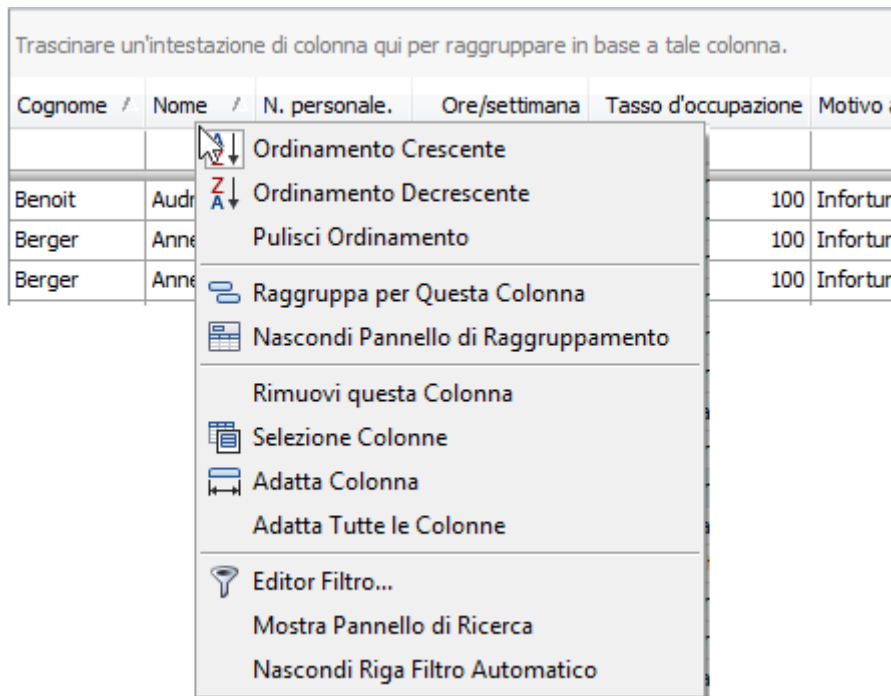 Trascinare un'intestazione di colonna qui per raggruppare in base a tale colonna.
Cognome Nome N. personale. Ore/settimana Tasso d'occupazione Motivo
Ordinamento Crescente
Benoit 100
Ordinamento Decrescente
Berger 100
Pulisci Ordinamento
Berger 100
Raggruppa per Questa Colonna
Nascondi Pannello di Raggruppamento
Rimuovi questa Colonna
Selezione Colonne
Adatta Colonna
Adatta Tutte le Colonne
Editor Filtro...
Mostra Pannello di Ricerca
Nascondi Riga Filtro Automatico